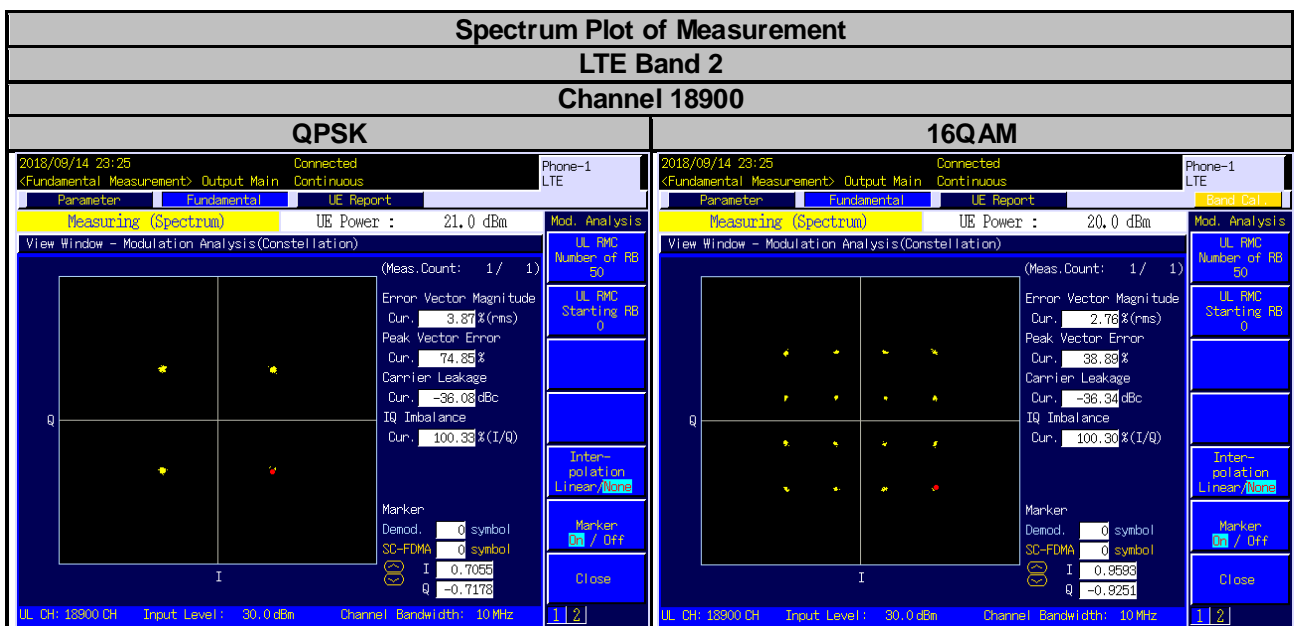 Spectrum Plot of Measurement
LTE Band 2
Channel 18900
QPSK
2018/09/14 23:25 Connected
<Fundamental Measurement> Output Main Continuous
Phone-1
LTE
Parameter Fundamental UE Report
Measuring (Spectrum) UE Power : 21.0 dBm
Mod. Analysis
View Window - Modulation Analysis(Constellation)
(Meas.Count: 1/ 1)
Error Vector Magnitude
Cur. 3.87 %(rms)
Peak Vector Error
Cur. 74.85 %
Carrier Leakage
Cur. -36.08 dBc
IQ Imbalance
Cur. 100.33 %(I/Q)
Q
I
Marker
Demod. 0 symbol
SC-FDMA 0 symbol
I 0.7055
Q -0.7178
UL RMC
Number of RB
50
UL RMC
Starting RB
0
Inter-
polation
Linear/None
Marker
On / Off
Close
UL CH: 18900 CH Input Level: 30.0 dBm Channel Bandwidth: 10 MHz
1 2
16QAM
2018/09/14 23:25 Connected
<Fundamental Measurement> Output Main Continuous
Phone-1
LTE
Parameter Fundamental UE Report
Band Cal.
Measuring (Spectrum) UE Power : 20.0 dBm
Mod. Analysis
View Window - Modulation Analysis(Constellation)
(Meas.Count: 1/ 1)
Error Vector Magnitude
Cur. 2.76 %(rms)
Peak Vector Error
Cur. 38.89 %
Carrier Leakage
Cur. -36.34 dBc
IQ Imbalance
Cur. 100.30 %(I/Q)
Q
I
Marker
Demod. 0 symbol
SC-FDMA 0 symbol
I 0.9593
Q -0.9251
UL RMC
Number of RB
50
UL RMC
Starting RB
0
Inter-
polation
Linear/None
Marker
On / Off
Close
UL CH: 18900 CH Input Level: 30.0 dBm Channel Bandwidth: 10 MHz
1 2